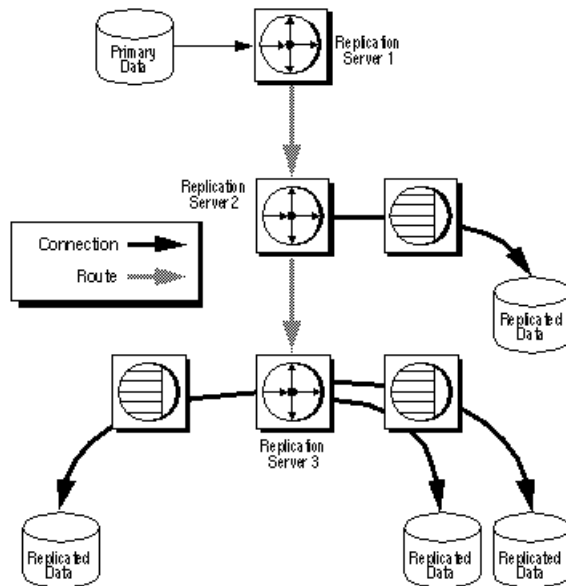 Primary
Data
Replication
Server 1
Replication
Server 2
Connection
Route
Replicated
Data
Replication
Server 3
Replicated
Data
Replicated
Data
Replicated
Data